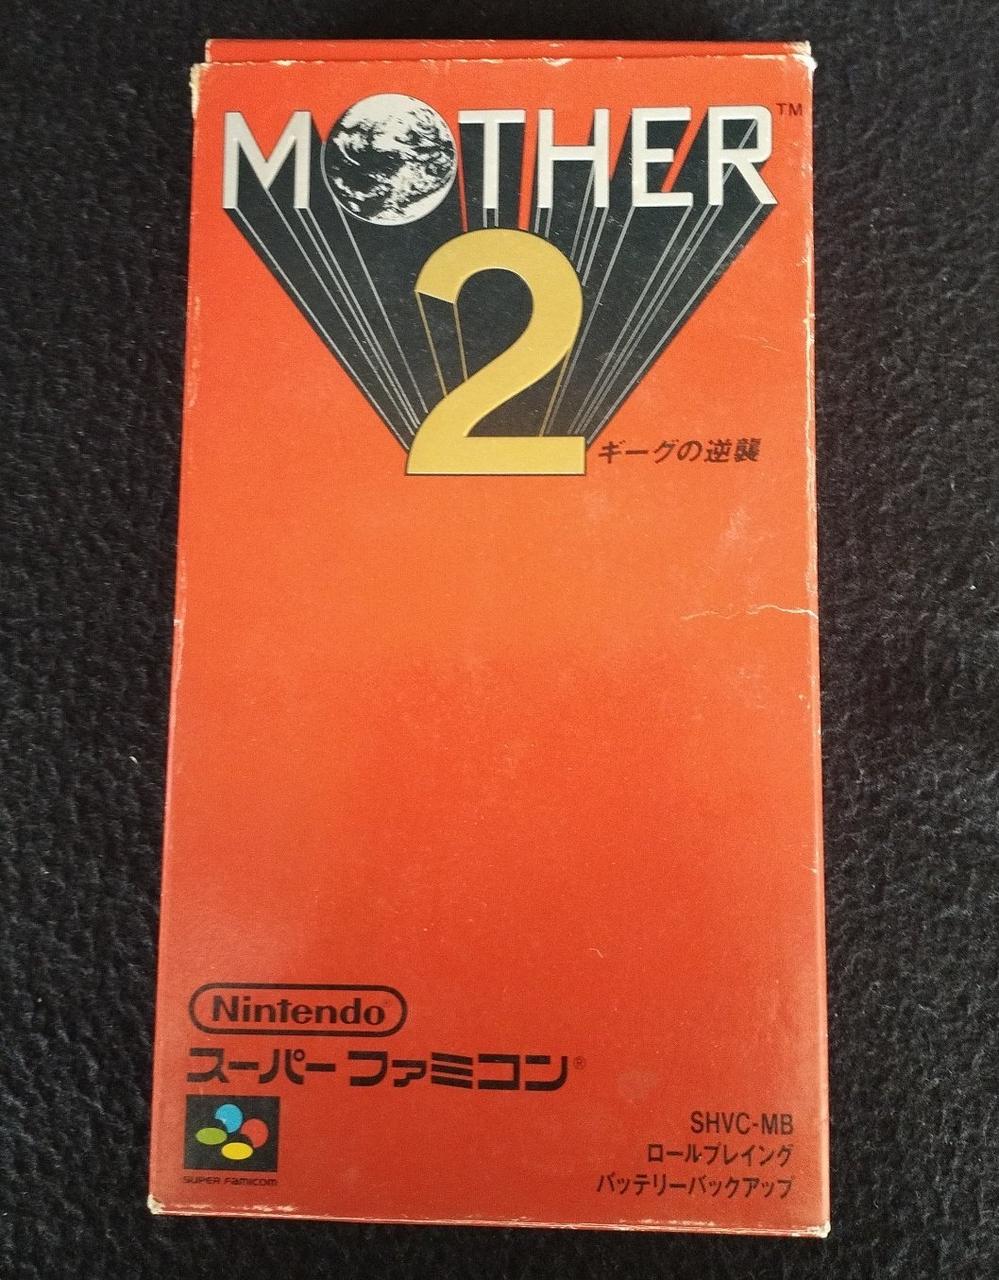 MOTHER™
2
ギーグの逆襲
Nintendo®
スーパーファミコン®
SUPER FAMICOM
SHVC-MB
ロールプレイング
バッテリーバックアップ